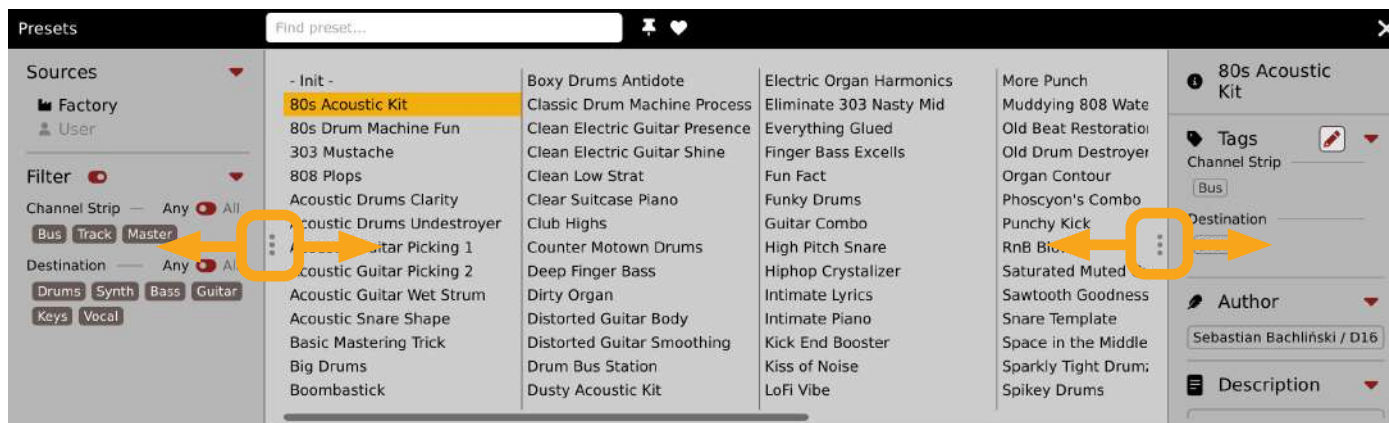 Presets
Find preset...
Sources
Factory
User
Filter
Channel Strip
Any
All
Bus
Track
Master
Destination
Any
Drums
Synth
Bass
Guitar
Keys
Vocal
- Init -
80s Acoustic Kit
80s Drum Machine Fun
303 Mustache
808 Plops
Acoustic Drums Clarity
Acoustic Drums Undestroyer
Picking 1
Acoustic Guitar Picking 2
Acoustic Guitar Wet Strum
Acoustic Snare Shape
Basic Mastering Trick
Big Drums
Boombastick
Boxy Drums Antidote
Classic Drum Machine Process
Clean Electric Guitar Presence
Clean Electric Guitar Shine
Clean Low Strat
Clear Suitcase Piano
Club Highs
Counter Motown Drums
Deep Finger Bass
Dirty Organ
Distorted Guitar Body
Distorted Guitar Smoothing
Drum Bus Station
Dusty Acoustic Kit
Electric Organ Harmonics
Eliminate 303 Nasty Mid
Everything Glued
Finger Bass Excells
Fun Fact
Funky Drums
Guitar Combo
High Pitch Snare
Hiphop Crystalizer
Intimate Lyrics
Intimate Piano
Kick End Booster
Kiss of Noise
LoFi Vibe
More Punch
Muddying 808 Wate
Old Beat Restoration
Old Drum Destroyer
Organ Contour
Phoscyon's Combo
Punchy Kick
RnB
Saturated Muted
Sawtooth Goodness
Snare Template
Space in the Middle
Sparkly Tight
Spikey Drums
80s Acoustic
Kit
Tags
Channel Strip
Bus
Destination
Author
Sebastian Bachliński / D16
Description